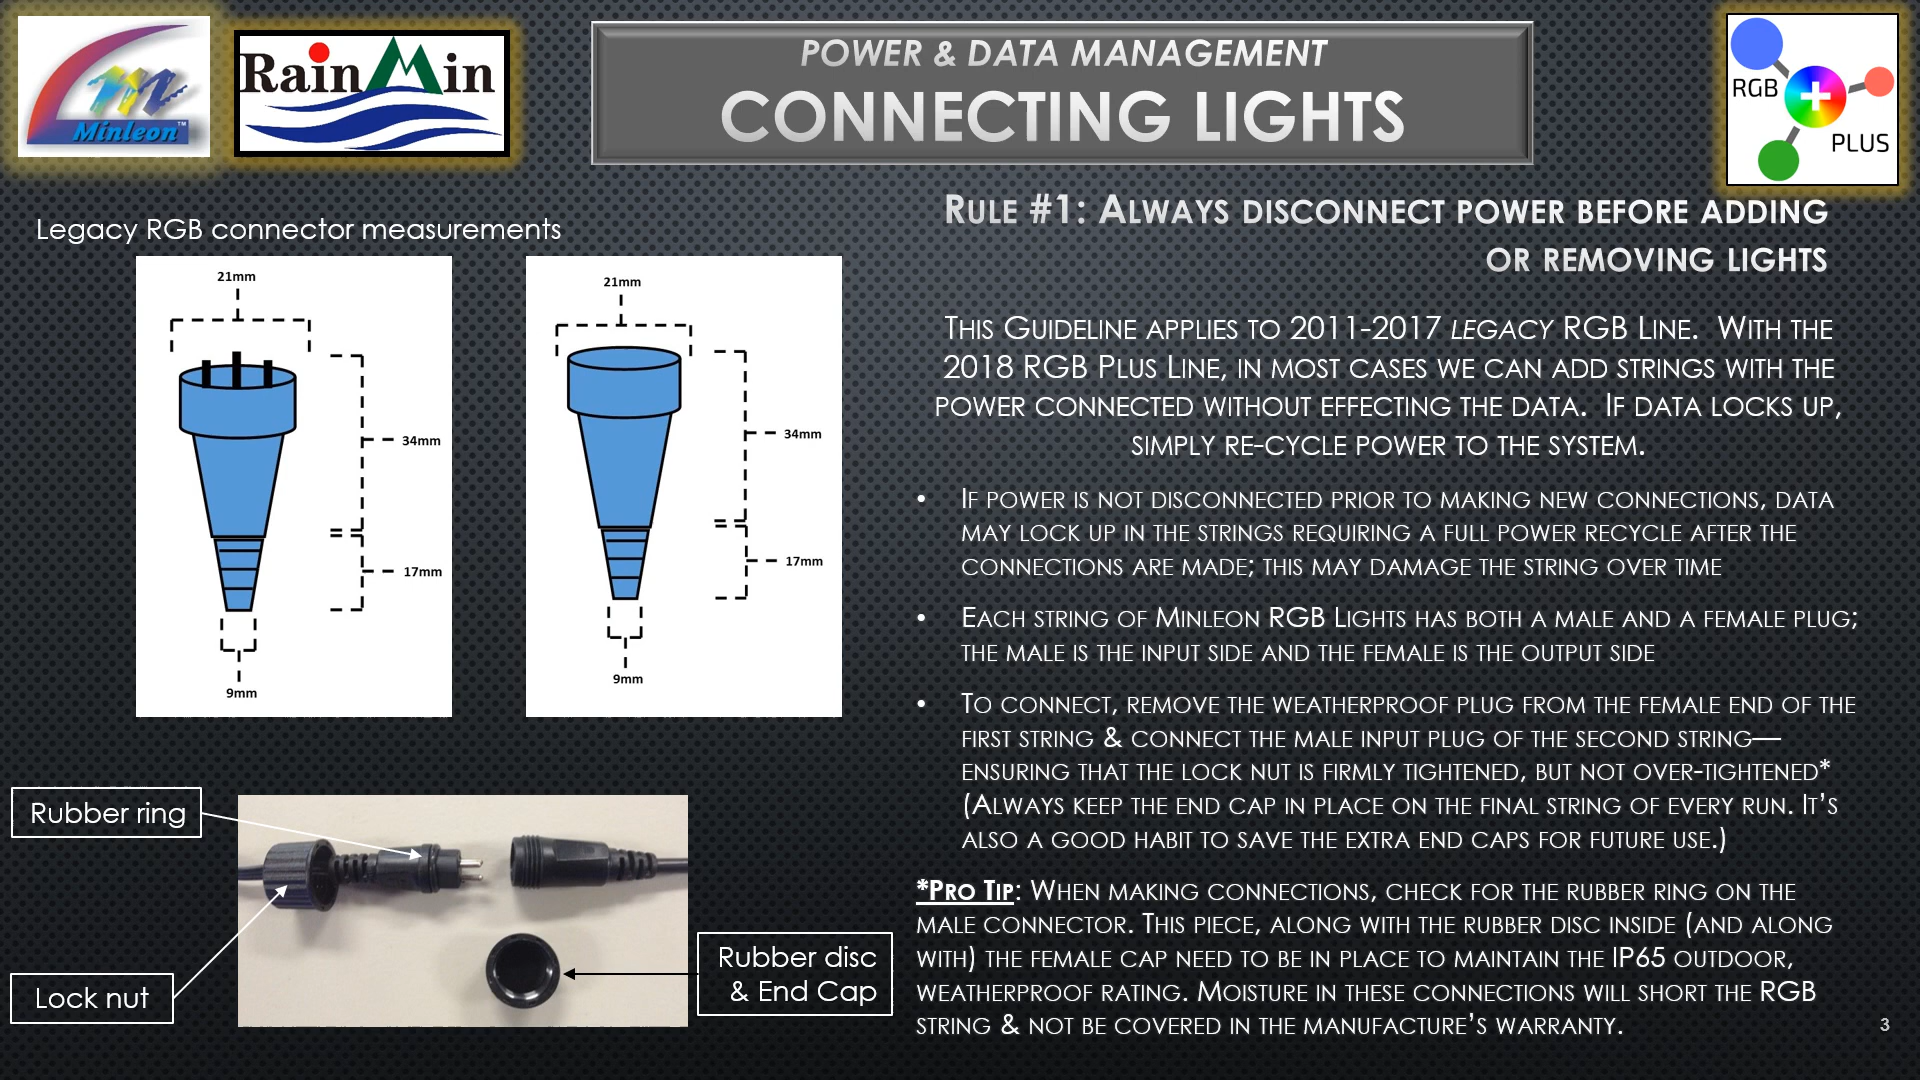 Minleon™
RainMin
POWER & DATA MANAGEMENT
CONNECTING LIGHTS
RGB
PLUS
Legacy RGB connector measurements
21mm
34mm
17mm
9mm
21mm
34mm
17mm
9mm
Rubber ring
Lock nut
Rubber disc
& End Cap
RULE #1: ALWAYS DISCONNECT POWER BEFORE ADDING
OR REMOVING LIGHTS
THIS GUIDELINE APPLIES TO 2011-2017 LEGACY RGB LINE. WITH THE
2018 RGB PLUS LINE, IN MOST CASES WE CAN ADD STRINGS WITH THE
POWER CONNECTED WITHOUT EFFECTING THE DATA. IF DATA LOCKS UP,
SIMPLY RE-CYCLE POWER TO THE SYSTEM.
• IF POWER IS NOT DISCONNECTED PRIOR TO MAKING NEW CONNECTIONS, DATA
MAY LOCK UP IN THE STRINGS REQUIRING A FULL POWER RECYCLE AFTER THE
CONNECTIONS ARE MADE; THIS MAY DAMAGE THE STRING OVER TIME
• EACH STRING OF MINLEON RGB LIGHTS HAS BOTH A MALE AND A FEMALE PLUG;
THE MALE IS THE INPUT SIDE AND THE FEMALE IS THE OUTPUT SIDE
• TO CONNECT, REMOVE THE WEATHERPROOF PLUG FROM THE FEMALE END OF THE
FIRST STRING & CONNECT THE MALE INPUT PLUG OF THE SECOND STRING—
ENSURING THAT THE LOCK NUT IS FIRMLY TIGHTENED, BUT NOT OVER-TIGHTENED*
(ALWAYS KEEP THE END CAP IN PLACE ON THE FINAL STRING OF EVERY RUN. IT'S
ALSO A GOOD HABIT TO SAVE THE EXTRA END CAPS FOR FUTURE USE.)
*PRO TIP: WHEN MAKING CONNECTIONS, CHECK FOR THE RUBBER RING ON THE
MALE CONNECTOR. THIS PIECE, ALONG WITH THE RUBBER DISC INSIDE (AND ALONG
WITH) THE FEMALE CAP NEED TO BE IN PLACE TO MAINTAIN THE IP65 OUTDOOR,
WEATHERPROOF RATING. MOISTURE IN THESE CONNECTIONS WILL SHORT THE RGB
STRING & NOT BE COVERED IN THE MANUFACTURE'S WARRANTY.
3